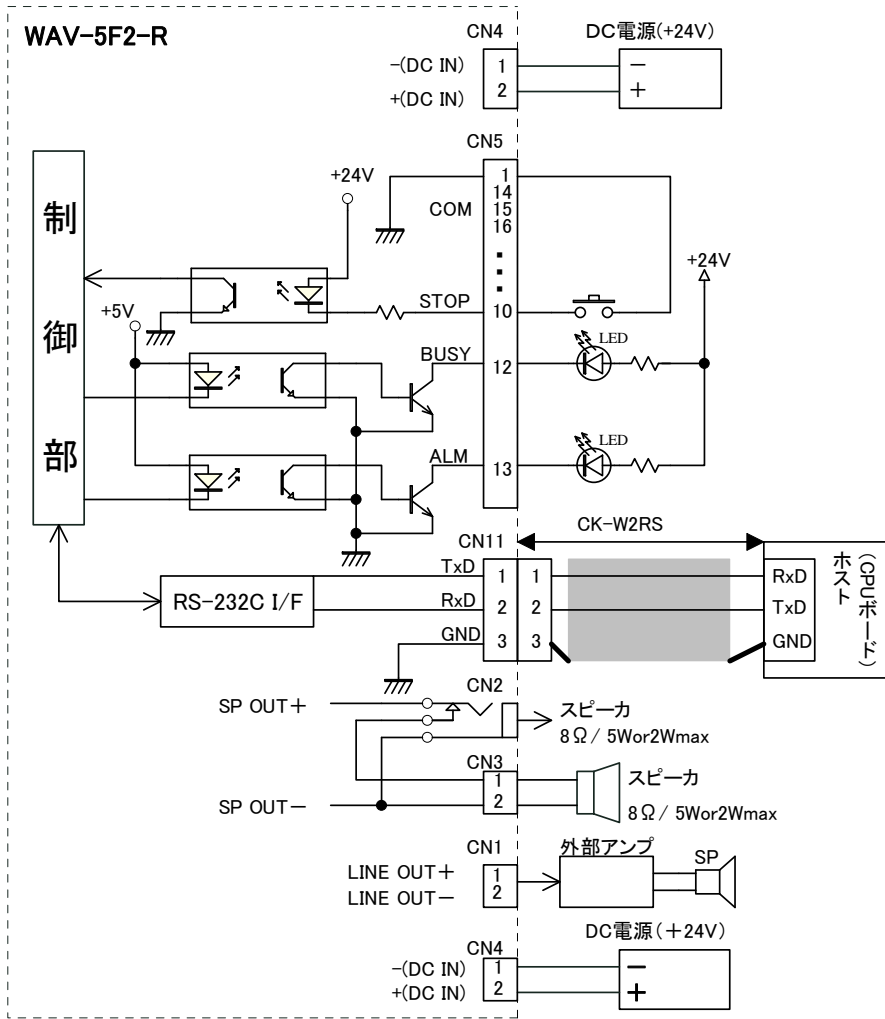 WAV-5F2-R
CN4
DC電源(+24V)
-(DC IN)
1
−
+(DC IN)
2
+
CN5
+24V
1
14
COM
15
16
制御部
+24V
STOP
10
+5V
LED
BUSY
12
LED
ALM
13
CK-W2RS
CN11
TxD
1
1
RxD
RS-232C I/F
RxD
2
2
TxD
GND
3
3
GND
ホスト
(CPUボード)
CN2
SP OUT+
スピーカ
8Ω/ 5Wor2Wmax
CN3
1
スピーカ
SP OUT−
2
8Ω/ 5Wor2Wmax
CN1
外部アンプ
SP
LINE OUT+
1
LINE OUT−
2
DC電源(+24V)
CN4
-(DC IN)
1
−
+(DC IN)
2
+